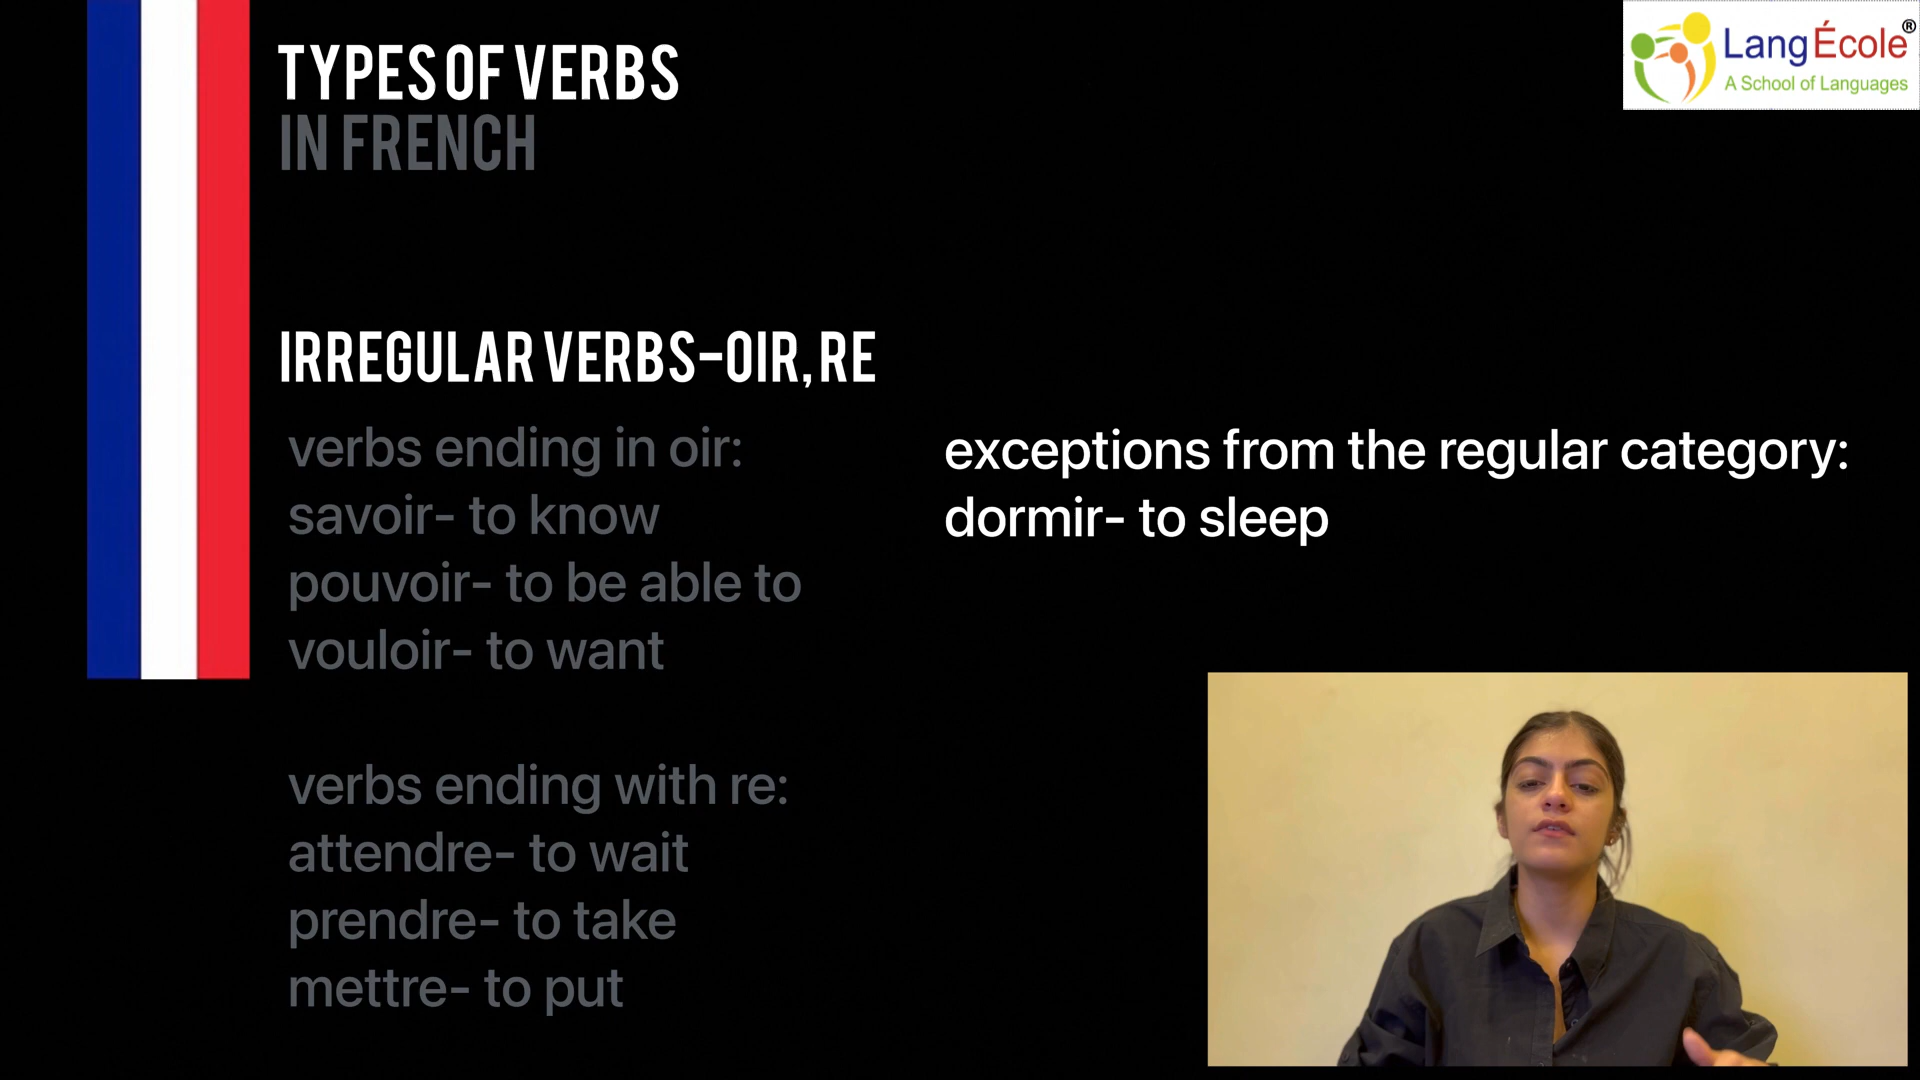 TYPES OF VERBS
IN FRENCH
LangÉcole®
A School of Languages
IRREGULAR VERBS-OIR, RE
verbs ending in oir:
savoir- to know
pouvoir- to be able to
vouloir- to want
verbs ending with re:
attendre- to wait
prendre- to take
mettre- to put
exceptions from the regular category:
dormir- to sleep